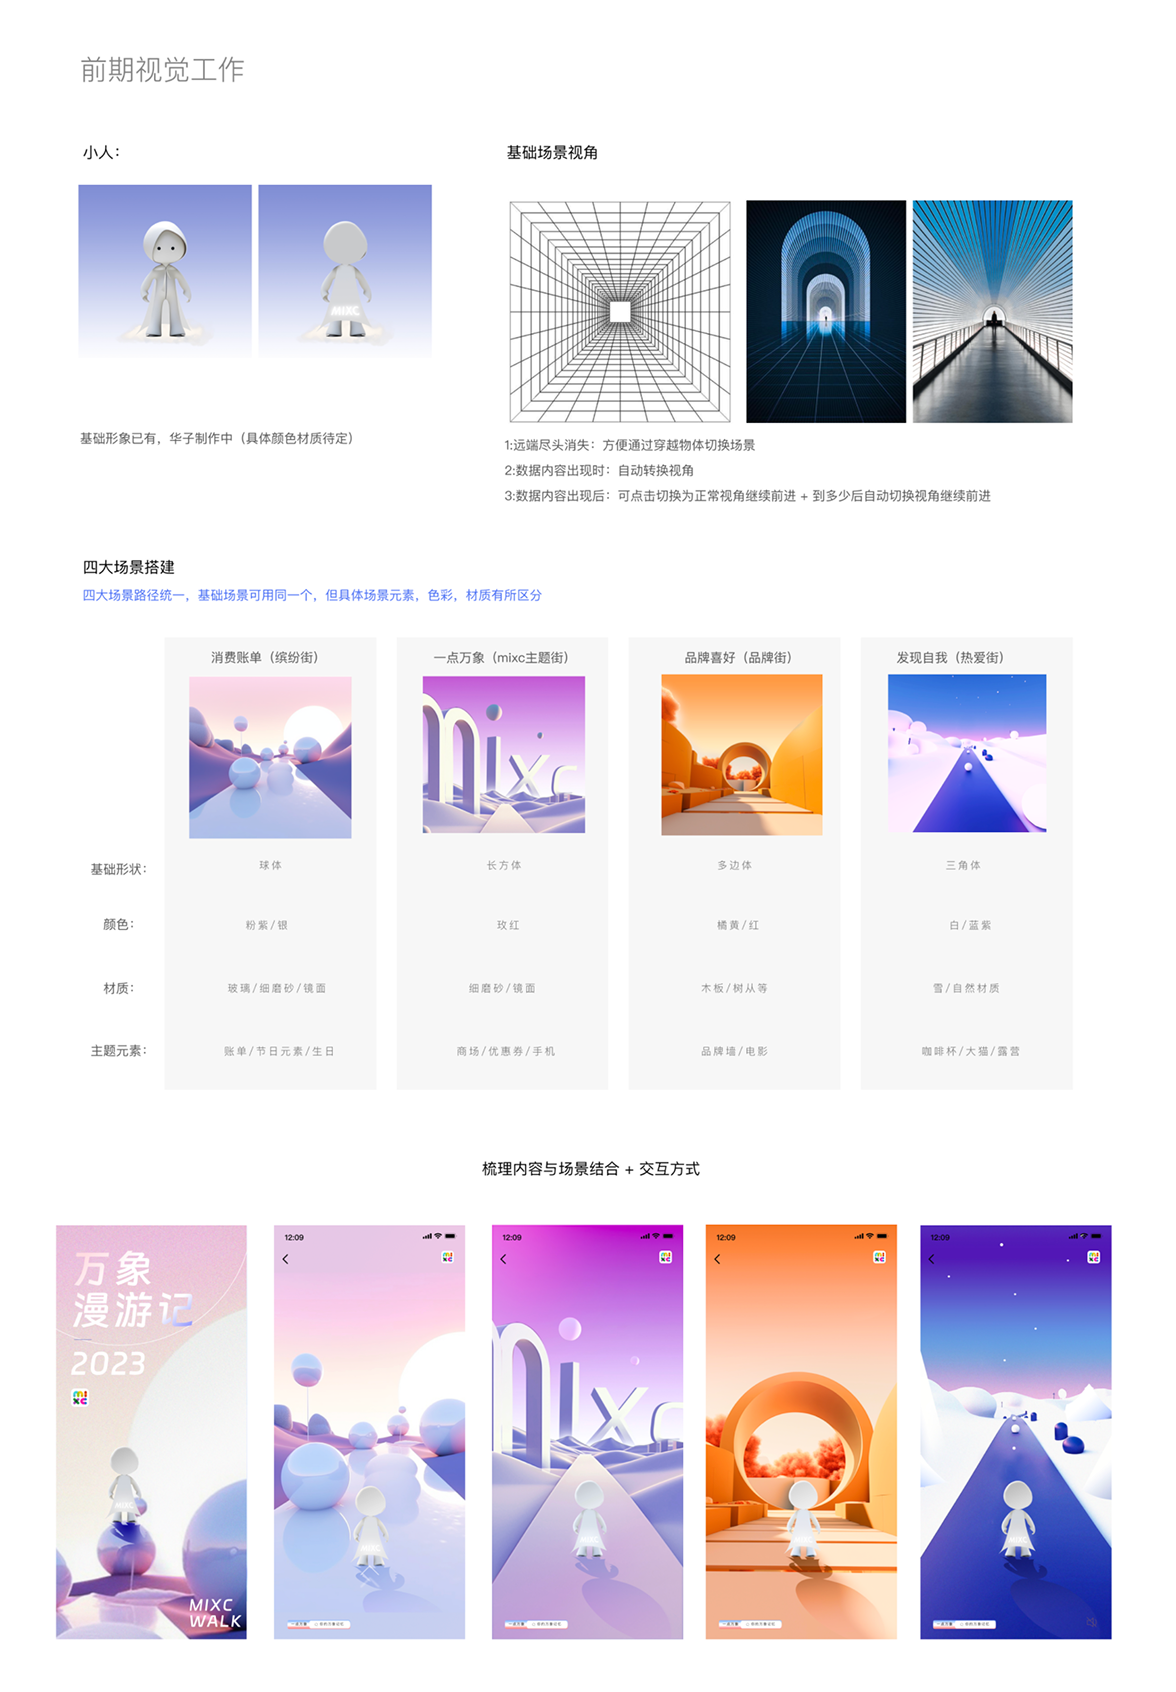 前期视觉工作
小人：
基础场景视角
MIXC
基础形象已有，华子制作中（具体颜色材质待定）
1:远端尽头消失：方便通过穿越物体切换场景
2:数据内容出现时：自动转换视角
3:数据内容出现后：可点击切换为正常视角继续前进 + 到多少后自动切换视角继续前进
四大场景搭建
四大场景路径统一，基础场景可用同一个，但具体场景元素，色彩，材质有所区分
消费账单（缤纷街）
一点万象（mixc主题街）
品牌喜好（品牌街）
发现自我（热爱街）
mixc
基础形状：
球体
长方体
多边体
三角体
颜色：
粉紫/银
玫红
橘黄/红
白/蓝紫
材质：
玻璃/细磨砂/镜面
细磨砂/镜面
木板/树从等
雪/自然材质
主题元素：
账单/节日元素/生日
商场/优惠券/手机
品牌墙/电影
咖啡杯/大猫/露营
梳理内容与场景结合 + 交互方式
万象
漫游记
2023
mixc
MIXC
MIXC
WALK
12:09
mixc
MIXC
12:09
mixc
mixc
MIXC
12:09
mixc
MIXC
12:09
mixc
MIXC